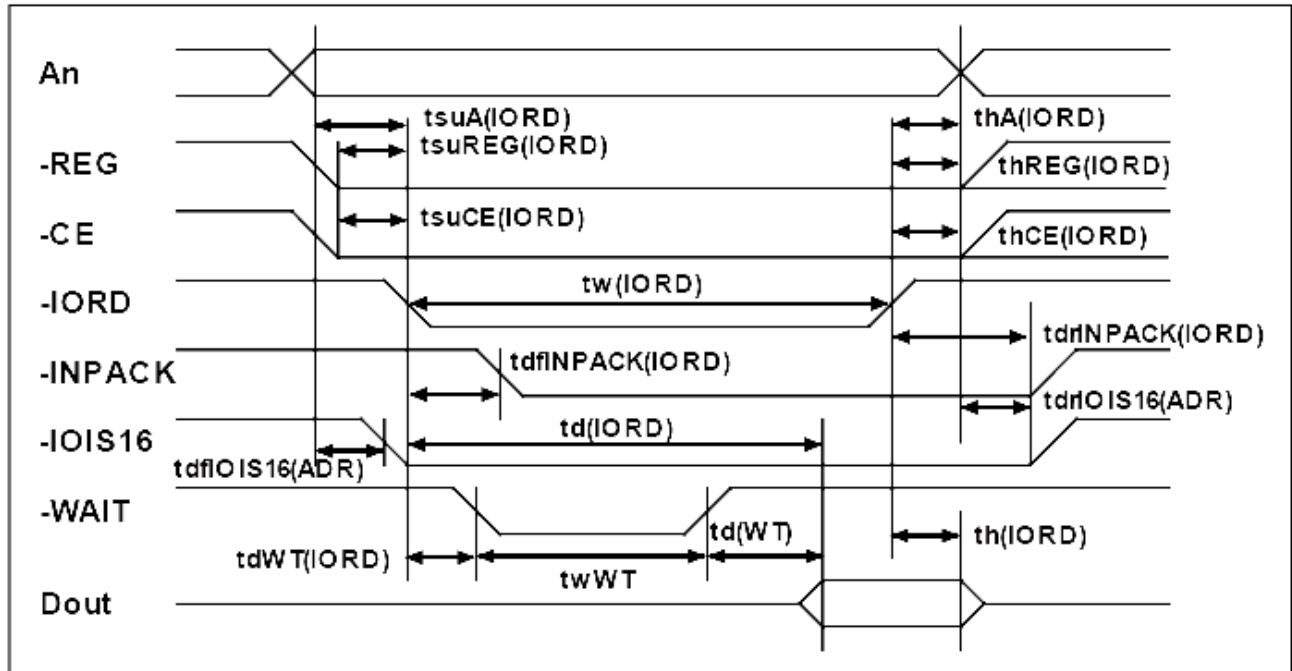 An
tsuA(IORD)
thA(IORD)
tsuREG(IORD)
-REG
thREG(IORD)
tsuCE(IORD)
-CE
thCE(IORD)
-IORD
tw(IORD)
tdrINPACK(IORD)
-INPACK
tdfINPACK(IORD)
tdrIOIS16(ADR)
-IOIS16
td(IORD)
tdfIOIS16(ADR)
-WAIT
td(WT)
th(IORD)
tdWT(IORD)
twWT
Dout